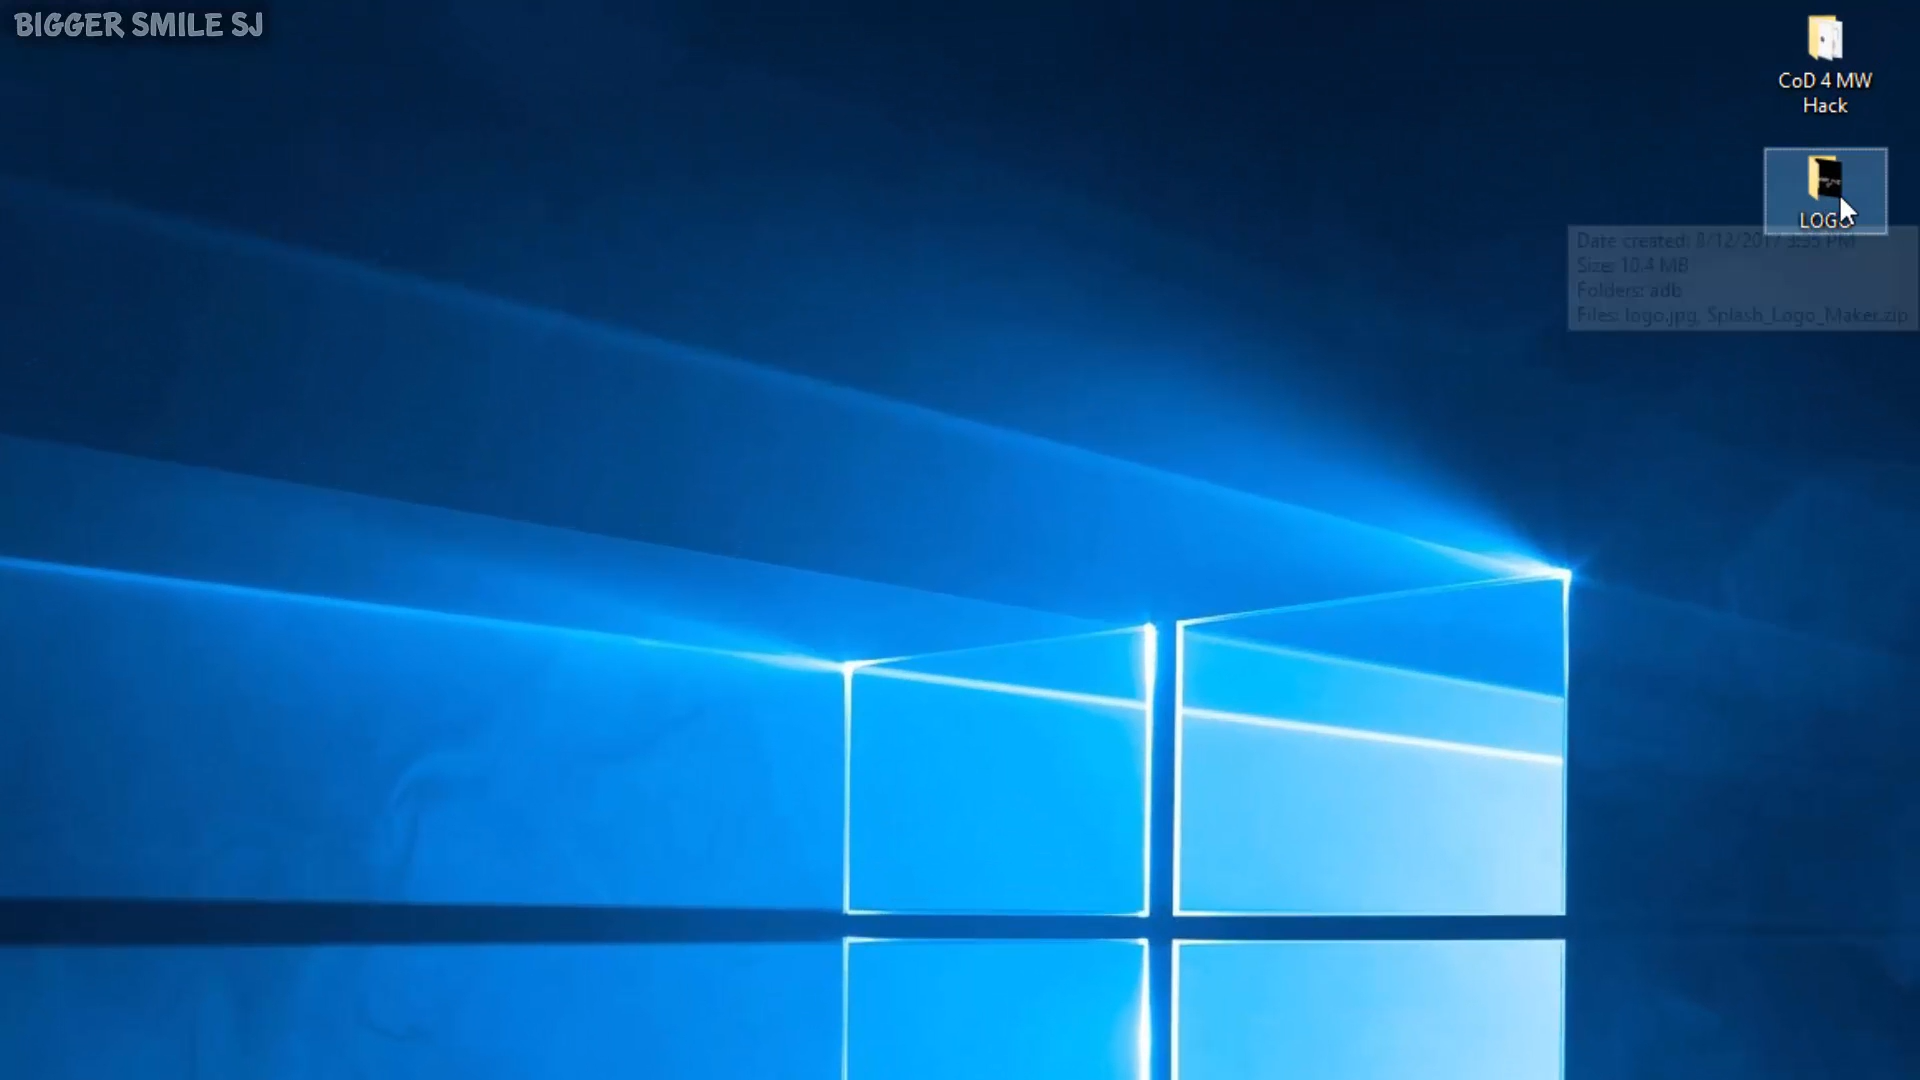 BIGGER SMILE SJ
CoD 4 MW
Hack
LOGO
Date created: 8/12/2017 3:35 PM
Size: 10.4 MB
Folders: adb
Files: logo.jpg, Splash_Logo_Maker.zip